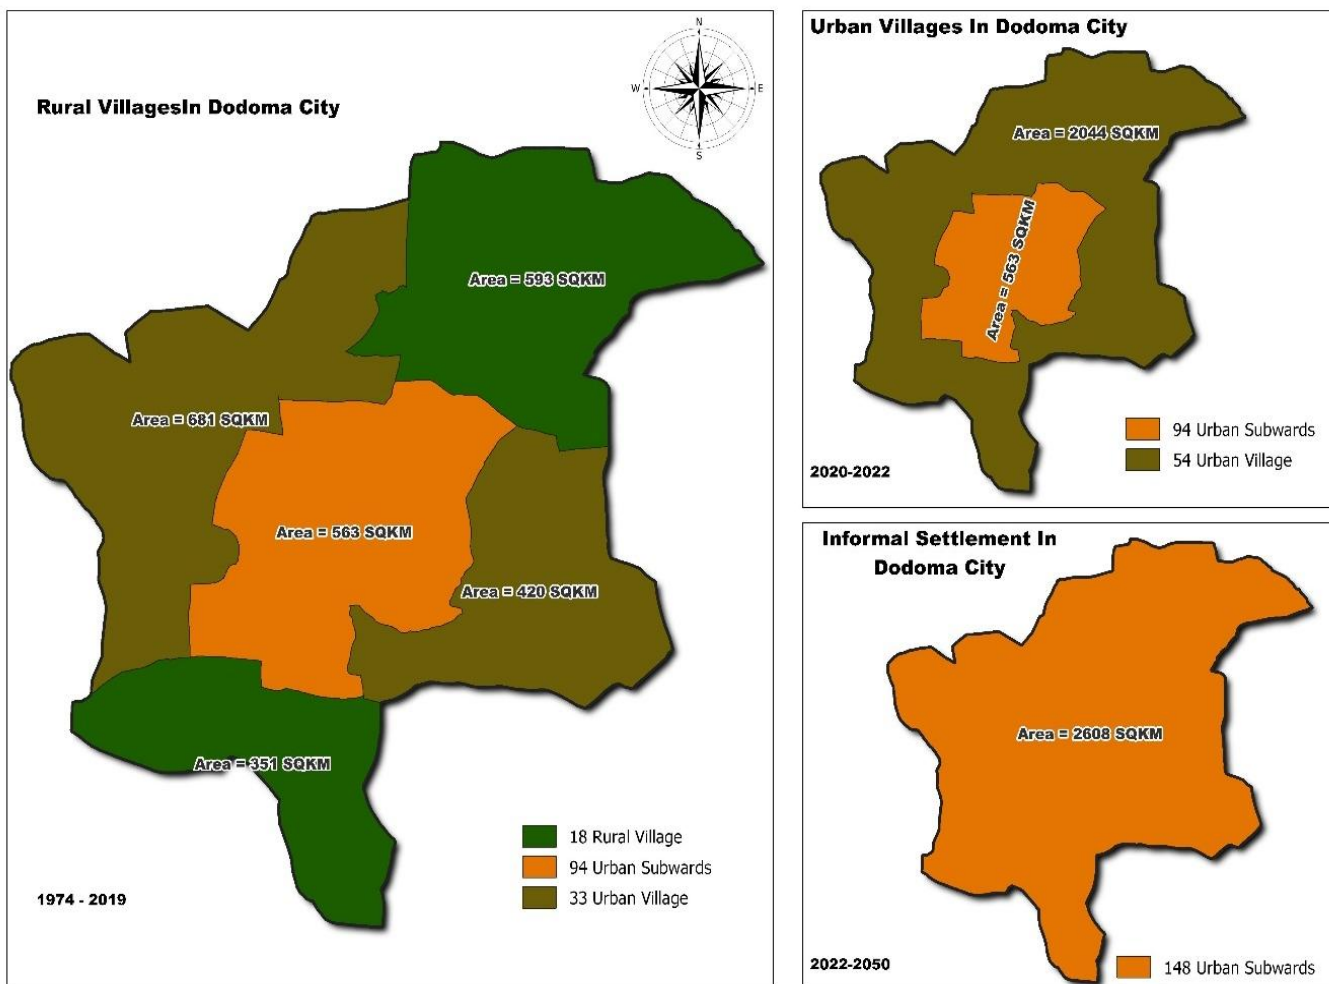 Rural VillagesIn Dodoma City
N
W
E
S
Area = 593 SQKM
Area = 681 SQKM
Area = 563 SQKM
Area = 420 SQKM
Area = 351 SQKM
18 Rural Village
94 Urban Subwards
33 Urban Village
1974 - 2019
Urban Villages In Dodoma City
Area = 2044 SQKM
Area = 563 SQKM
94 Urban Subwards
54 Urban Village
2020-2022
Informal Settlement In
Dodoma City
Area = 2608 SQKM
148 Urban Subwards
2022-2050